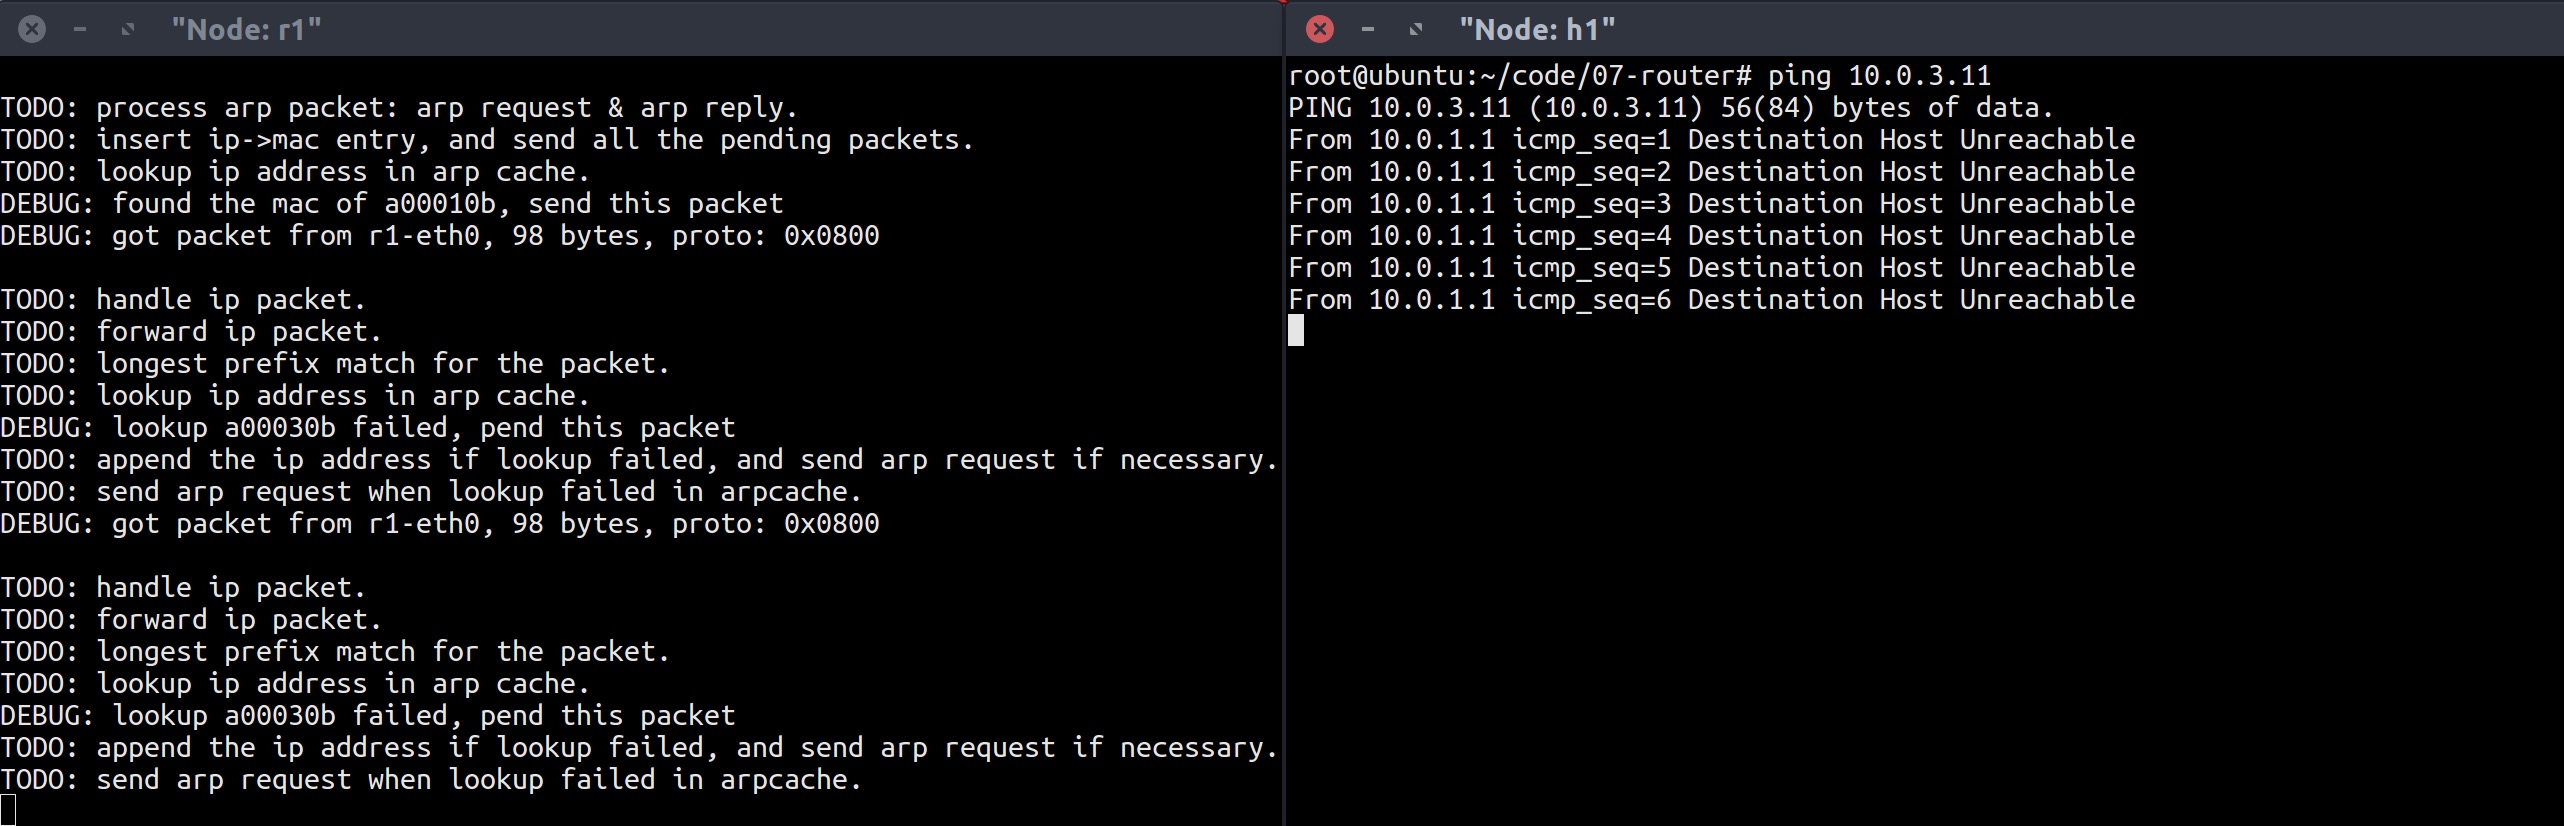 "Node: r1"
TODO: process arp packet: arp request & arp reply.
TODO: insert ip->mac entry, and send all the pending packets.
TODO: lookup ip address in arp cache.
DEBUG: found the mac of a00010b, send this packet
DEBUG: got packet from r1-eth0, 98 bytes, proto: 0x0800
TODO: handle ip packet.
TODO: forward ip packet.
TODO: longest prefix match for the packet.
TODO: lookup ip address in arp cache.
DEBUG: lookup a00030b failed, pend this packet
TODO: append the ip address if lookup failed, and send arp request if necessary.
TODO: send arp request when lookup failed in arpcache.
DEBUG: got packet from r1-eth0, 98 bytes, proto: 0x0800
TODO: handle ip packet.
TODO: forward ip packet.
TODO: longest prefix match for the packet.
TODO: lookup ip address in arp cache.
DEBUG: lookup a00030b failed, pend this packet
TODO: append the ip address if lookup failed, and send arp request if necessary.
TODO: send arp request when lookup failed in arpcache.
"Node: h1"
root@ubuntu:~/code/07-router# ping 10.0.3.11
PING 10.0.3.11 (10.0.3.11) 56(84) bytes of data.
From 10.0.1.1 icmp_seq=1 Destination Host Unreachable
From 10.0.1.1 icmp_seq=2 Destination Host Unreachable
From 10.0.1.1 icmp_seq=3 Destination Host Unreachable
From 10.0.1.1 icmp_seq=4 Destination Host Unreachable
From 10.0.1.1 icmp_seq=5 Destination Host Unreachable
From 10.0.1.1 icmp_seq=6 Destination Host Unreachable